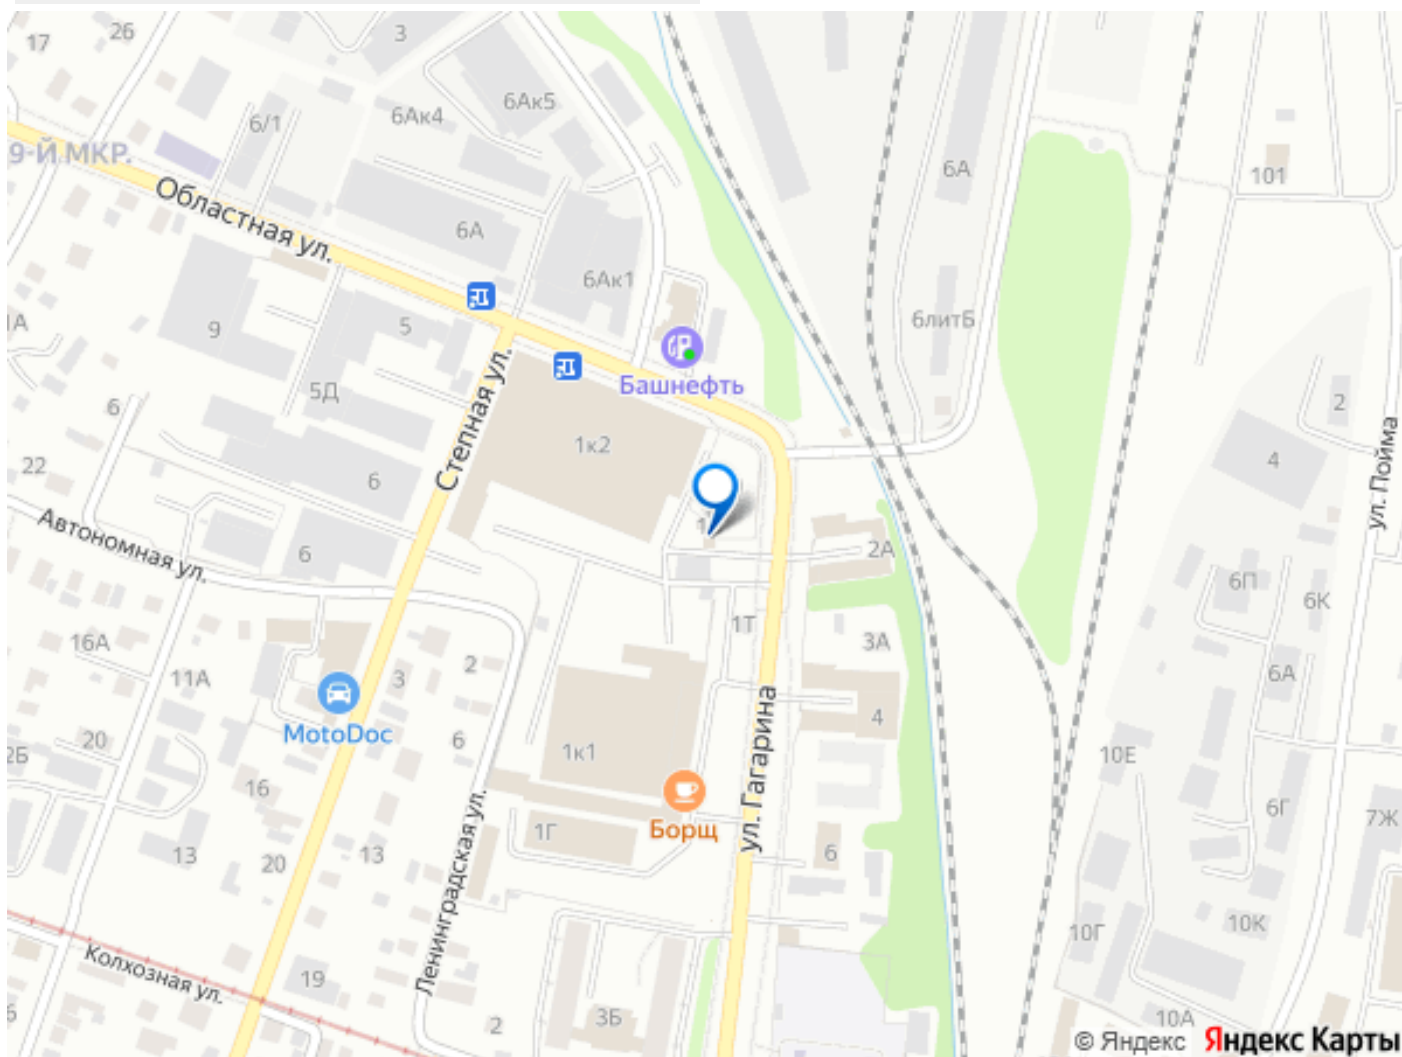 17
26
3
6Ак5
6Ак4
6/1
9-Й МКР.
6А
101
Областная ул.
6А
6Ак1
1А
9
5
6литБ
Башнефть
5Д
6
Степная ул.
1к2
2
4
ул. Пойма
22
6
Автономная ул.
6
2А
6П
6К
16А
1Т
3А
2
11А
3
6А
MotoDoc
ул. Гагарина
4
2Б
20
6
1к1
10Е
16
6Г
7Ж
Борщ
1Г
13
20
13
6
Ленинградская ул.
10Г
10К
Колхозная ул.
19
6
2
3Б
10А
© Яндекс Яндекс Карты